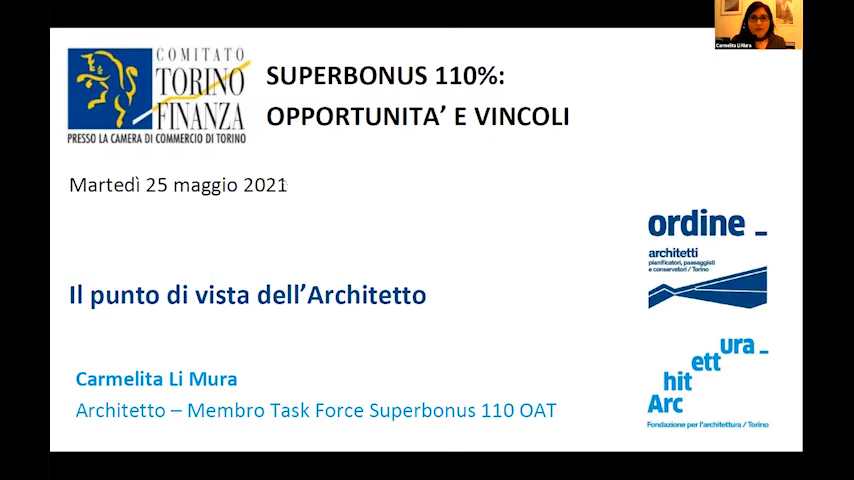 Carmelita Li Mura
COMITATO
TORINO
FINANZA
PRESSO LA CAMERA DI COMMERCIO DI TORINO
SUPERBONUS 110%:
OPPORTUNITA’ E VINCOLI
Martedì 25 maggio 2021
ordine_
architetti
pianificatori, paesaggisti
e conservatori / Torino
Il punto di vista dell’Architetto
Carmelita Li Mura
Architetto – Membro Task Force Superbonus 110 OAT
Arc
hit
ett
ura_
Fondazione per l'architettura / Torino